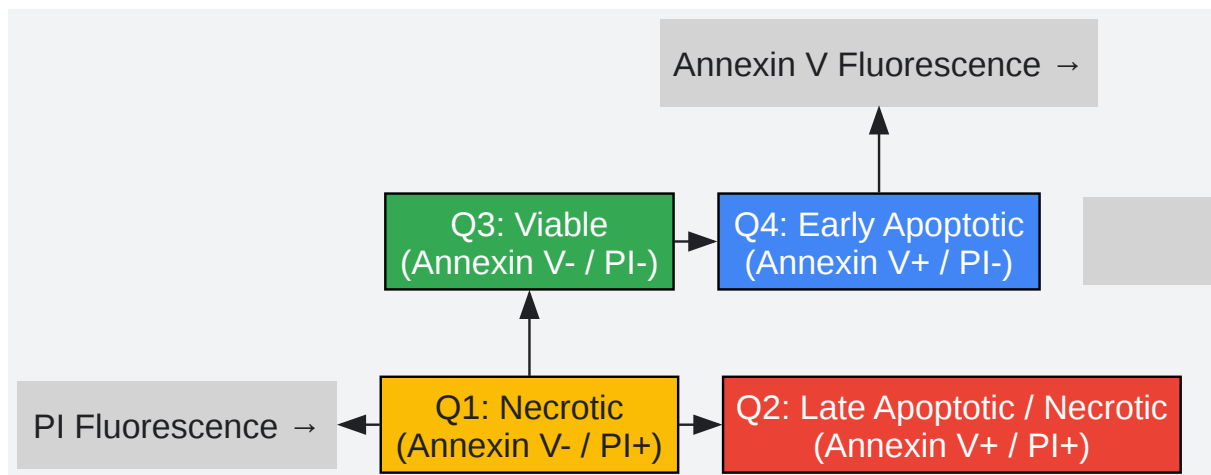 Annexin V Fluorescence →
Q3: Viable
(Annexin V- / PI-)
Q4: Early Apoptotic
(Annexin V+ / PI-)
PI Fluorescence →
Q1: Necrotic
(Annexin V- / PI+)
Q2: Late Apoptotic / Necrotic
(Annexin V+ / PI+)